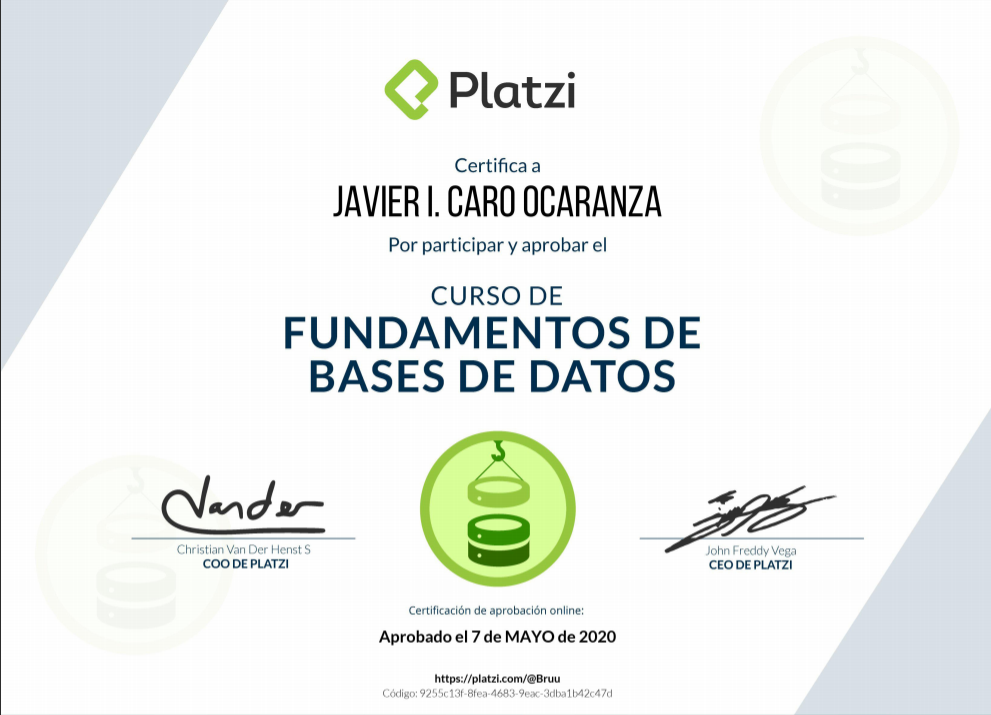 Platzi
Certifica a
JAVIER I. CARO OCARANZA
Por participar y aprobar el
CURSO DE
FUNDAMENTOS DE
BASES DE DATOS
Vander
Christian Van Der Henst S
COO DE PLATZI
John Freddy Vega
CEO DE PLATZI
Certificación de aprobación online:
Aprobado el 7 de MAYO de 2020
https://platzi.com/@Bruu
Código: 9255c13f-8fea-4683-9eac-3dba1b42c47d